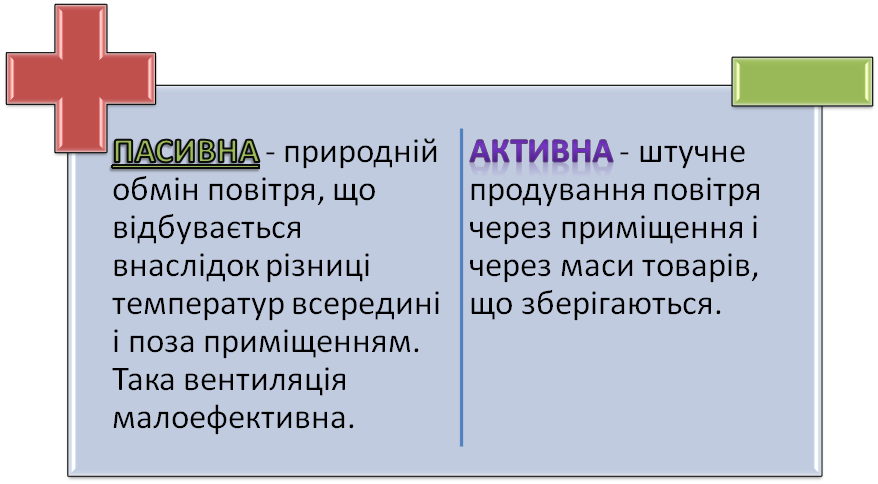 ПАСИВНА - природній
обмін повітря, що
відбувається
внаслідок різниці
температур всередині
і поза приміщенням.
Така вентиляція
малоефективна.
АКТИВНА - штучне
продування повітря
через приміщення і
через маси товарів,
що зберігаються.